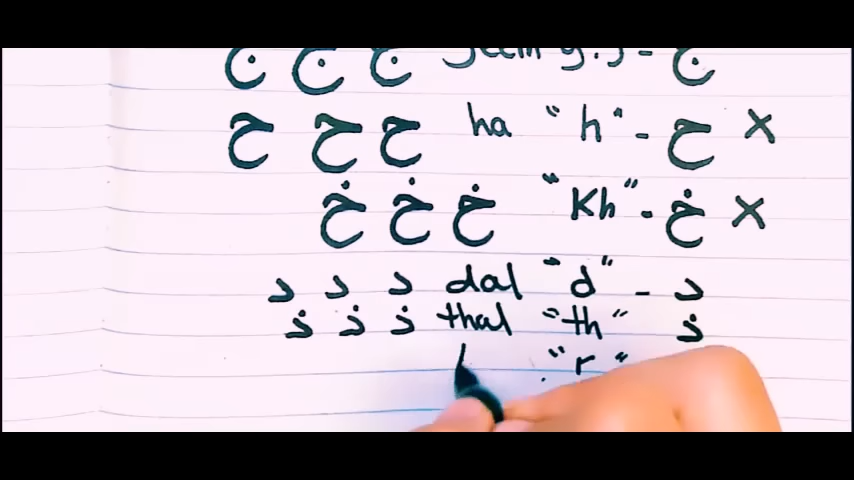 ج - ج ج ج
X ح - "h" ha ح ح ح
X خ - "Kh" خ خ خ
د - "d" dal د د د
ذ "th" thal ذ ذ ذ
"r"